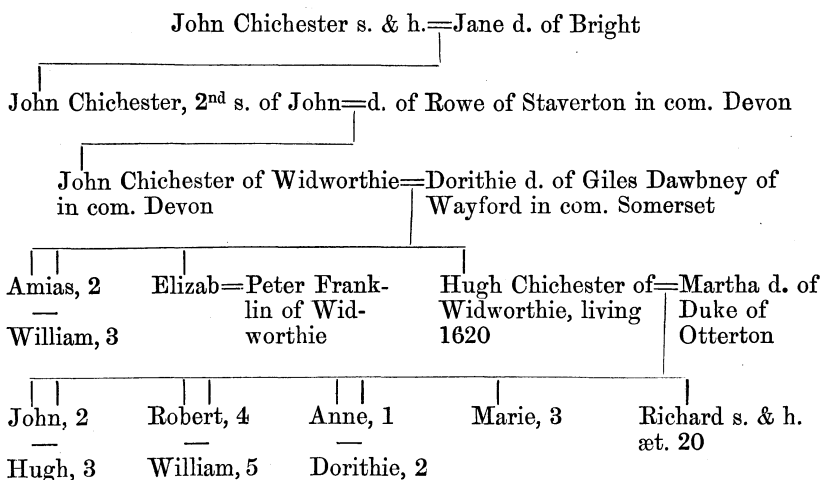 John Chichester s. & h.=Jane d. of Bright
John Chichester, 2nd s. of John=d. of Rowe of Staverton in com. Devon
John Chichester of Widworthie=Dorithie d. of Giles Dawbney of
in com. Devon
Wayford in com. Somerset
Amias, 2
William, 3
Elizab=Peter Frank-
lin of Wid-
worthie
Hugh Chichester of=Martha d. of
Widworthie, living
Duke of
1620
Otterton
John, 2
Hugh, 3
Robert, 4
William, 5
Anne, 1
Dorithie, 2
Marie, 3
Richard s. & h.
æt. 20